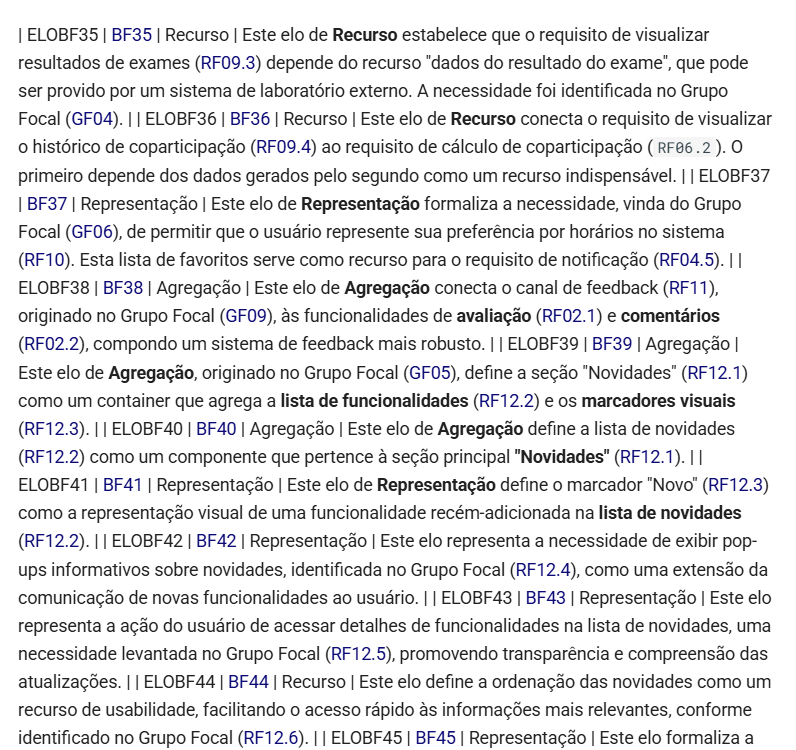 | ELOBF35 | BF35 | Recurso | Este elo de Recurso estabelece que o requisito de visualizar
resultados de exames (RF09.3) depende do recurso "dados do resultado do exame", que pode
ser provido por um sistema de laboratório externo. A necessidade foi identificada no Grupo
Focal (GF04). | | ELOBF36 | BF36 | Recurso | Este elo de Recurso conecta o requisito de visualizar
o histórico de coparticipação (RF09.4) ao requisito de cálculo de coparticipação ( RF06.2 ). O
primeiro depende dos dados gerados pelo segundo como um recurso indispensável. | | ELOBF37
| BF37 | Representação | Este elo de Representação formaliza a necessidade, vinda do Grupo
Focal (GF06), de permitir que o usuário represente sua preferência por horários no sistema
(RF10). Esta lista de favoritos serve como recurso para o requisito de notificação (RF04.5). | |
ELOBF38 | BF38 | Agregação | Este elo de Agregação conecta o canal de feedback (RF11),
originado no Grupo Focal (GF09), às funcionalidades de avaliação (RF02.1) e comentários
(RF02.2), compondo um sistema de feedback mais robusto. | | ELOBF39 | BF39 | Agregação |
Este elo de Agregação, originado no Grupo Focal (GF05), define a seção "Novidades" (RF12.1)
como um container que agrega a lista de funcionalidades (RF12.2) e os marcadores visuais
(RF12.3). | | ELOBF40 | BF40 | Agregação | Este elo de Agregação define a lista de novidades
(RF12.2) como um componente que pertence à seção principal "Novidades" (RF12.1). | |
ELOBF41 | BF41 | Representação | Este elo de Representação define o marcador "Novo" (RF12.3)
como a representação visual de uma funcionalidade recém-adicionada na lista de novidades
(RF12.2). | | ELOBF42 | BF42 | Representação | Este elo representa a necessidade de exibir pop-
ups informativos sobre novidades, identificada no Grupo Focal (RF12.4), como uma extensão da
comunicação de novas funcionalidades ao usuário. | | ELOBF43 | BF43 | Representação | Este elo
representa a ação do usuário de acessar detalhes de funcionalidades na lista de novidades, uma
necessidade levantada no Grupo Focal (RF12.5), promovendo transparência e compreensão das
atualizações. | | ELOBF44 | BF44 | Recurso | Este elo define a ordenação das novidades como um
recurso de usabilidade, facilitando o acesso rápido às informações mais relevantes, conforme
identificado no Grupo Focal (RF12.6). | | ELOBF45 | BF45 | Representação | Este elo formaliza a